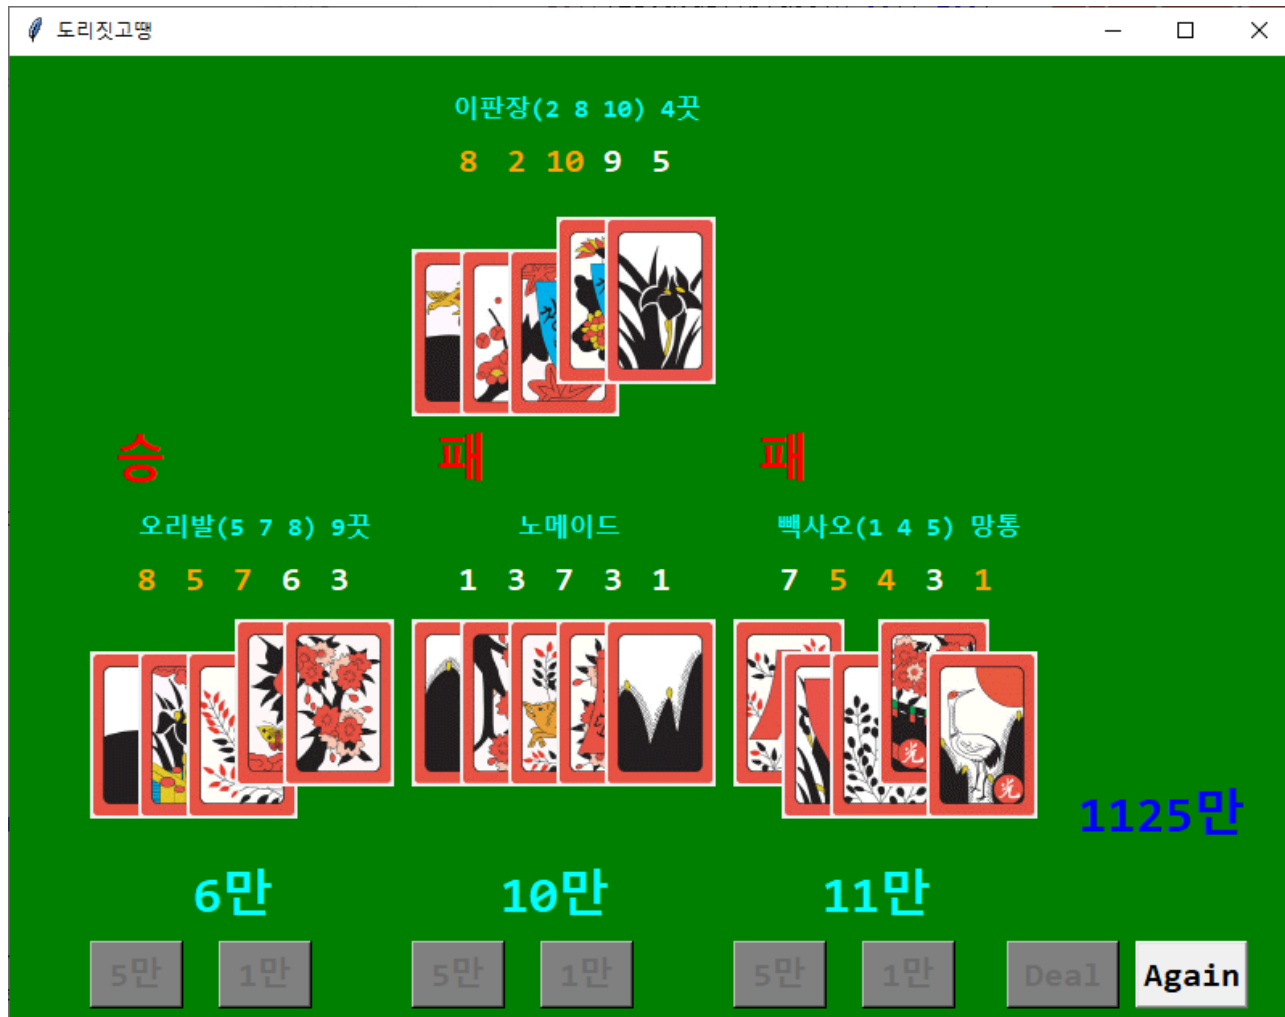 도리짓고땡
이판장(2 8 10) 4끗
8 2 10 9 5
승 패 패
오리발(5 7 8) 9끗 노메이드 빽사오(1 4 5) 망통
8 5 7 6 3 1 3 7 3 1 7 5 4 3 1
光 光
1125만
6만 10만 11만
5만 1만 5만 1만 5만 1만 Deal Again